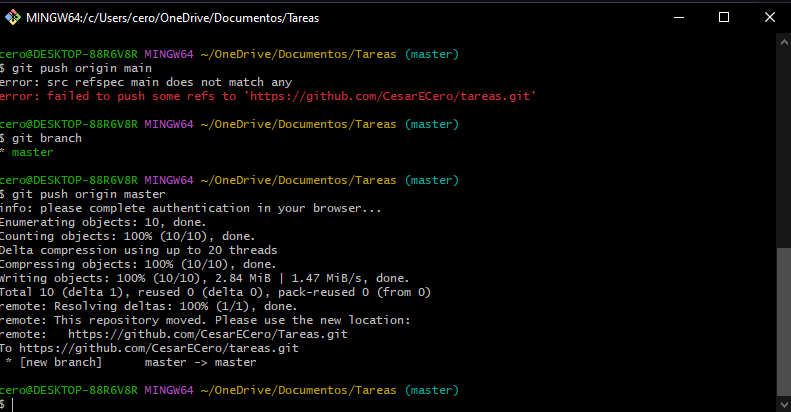 MINGW64:/c/Users/cero/OneDrive/Documentos/Tareas
cero@DESKTOP-88R6V8R MINGW64 ~/OneDrive/Documentos/Tareas (master)
$ git push origin main
error: src refspec main does not match any
error: failed to push some refs to 'https://github.com/CesarECero/tareas.git'
cero@DESKTOP-88R6V8R MINGW64 ~/OneDrive/Documentos/Tareas (master)
$ git branch
* master
cero@DESKTOP-88R6V8R MINGW64 ~/OneDrive/Documentos/Tareas (master)
$ git push origin master
info: please complete authentication in your browser...
Enumerating objects: 10, done.
Counting objects: 100% (10/10), done.
Delta compression using up to 20 threads
Compressing objects: 100% (10/10), done.
Writing objects: 100% (10/10), 2.84 MiB | 1.47 MiB/s, done.
Total 10 (delta 1), reused 0 (delta 0), pack-reused 0 (from 0)
remote: Resolving deltas: 100% (1/1), done.
remote: This repository moved. Please use the new location:
remote:   https://github.com/CesarECero/Tareas.git
To https://github.com/CesarECero/tareas.git
 * [new branch]      master -> master
cero@DESKTOP-88R6V8R MINGW64 ~/OneDrive/Documentos/Tareas (master)
$